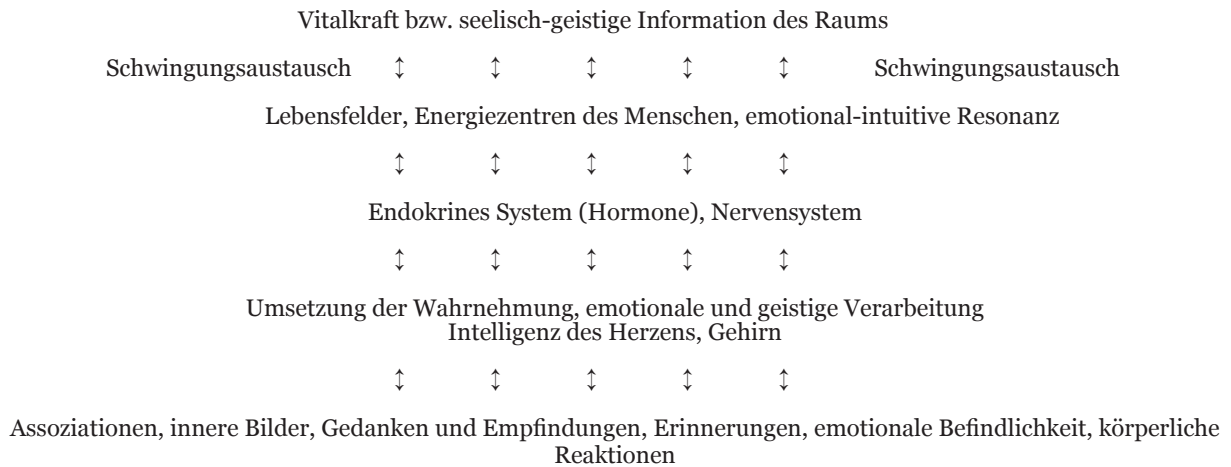 Vitalkraft bzw. seelisch-geistige Information des Raums
Schwingungsaustausch ↕ ↕ ↕ ↕ ↕ Schwingungsaustausch
Lebensfelder, Energiezentren des Menschen, emotional-intuitive Resonanz
↕ ↕ ↕ ↕ ↕
Endokrines System (Hormone), Nervensystem
↕ ↕ ↕ ↕ ↕
Umsetzung der Wahrnehmung, emotionale und geistige Verarbeitung
Intelligenz des Herzens, Gehirn
↕ ↕ ↕ ↕ ↕
Assoziationen, innere Bilder, Gedanken und Empfindungen, Erinnerungen, emotionale Befindlichkeit, körperliche
Reaktionen